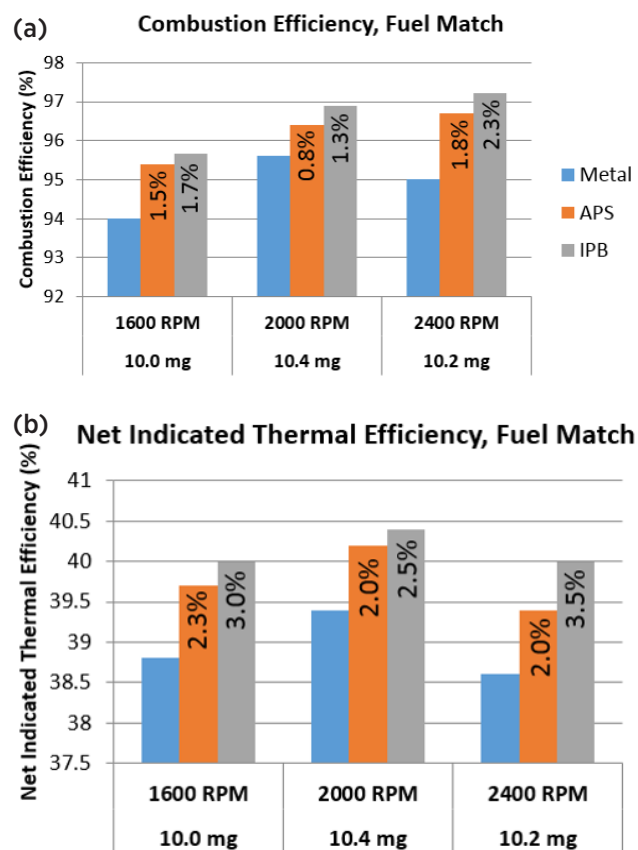 (a)
Combustion Efficiency, Fuel Match
Combustion Efficiency (%)
98
97
96
95
94
93
92
1.5%
1.7%
0.8%
1.3%
1.8%
2.3%
Metal
APS
IPB
1600 RPM 2000 RPM 2400 RPM
10.0 mg 10.4 mg 10.2 mg
(b)
Net Indicated Thermal Efficiency, Fuel Match
Net Indicated Thermal Efficiency (%)
41
40.5
40
39.5
39
38.5
38
37.5
2.3%
3.0%
2.0%
2.5%
2.0%
3.5%
1600 RPM 2000 RPM 2400 RPM
10.0 mg 10.4 mg 10.2 mg